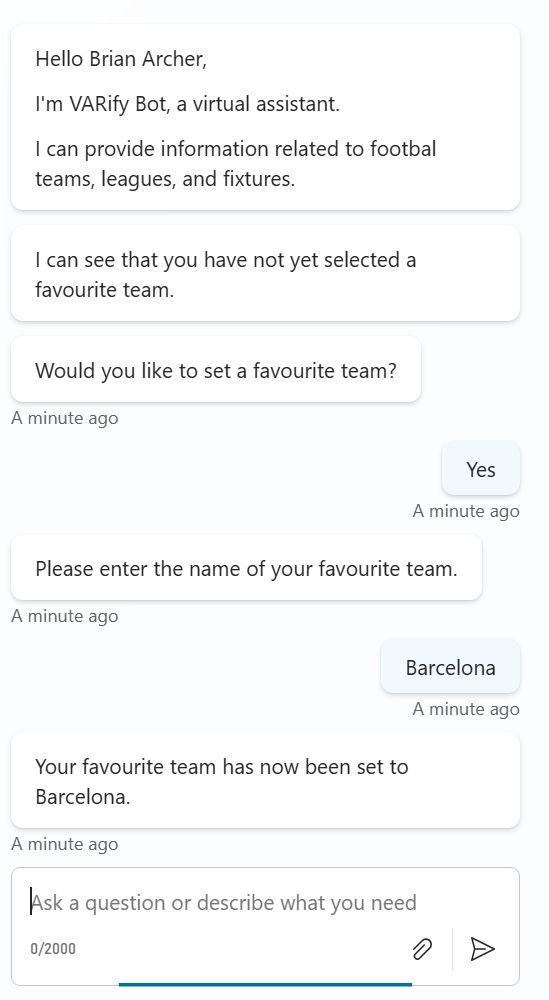 Hello Brian Archer,
I'm VARify Bot, a virtual assistant.
I can provide information related to footbal
teams, leagues, and fixtures.
I can see that you have not yet selected a
favourite team.
Would you like to set a favourite team?
A minute ago
Yes
A minute ago
Please enter the name of your favourite team.
A minute ago
Barcelona
A minute ago
Your favourite team has now been set to
Barcelona.
A minute ago
Ask a question or describe what you need
0/2000